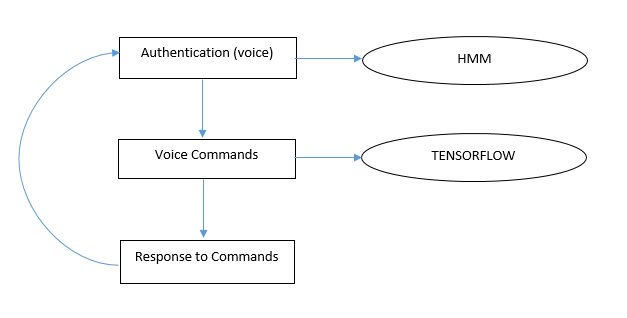 Authentication (voice)
HMM
Voice Commands
TENSORFLOW
Response to Commands